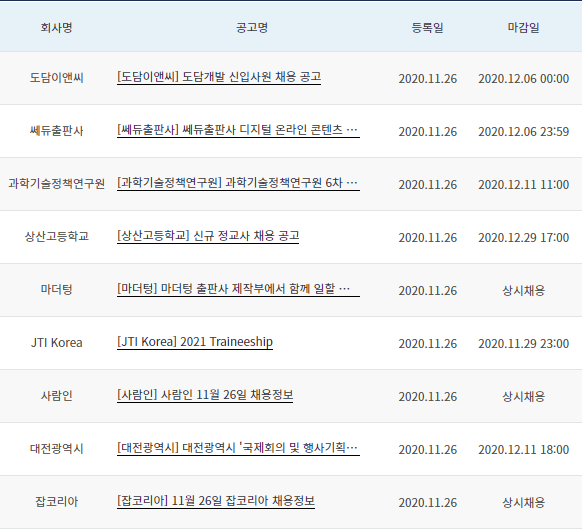 회사명 공고명 등록일 마감일
도담이앤씨 [도담이앤씨] 도담개발 신입사원 채용 공고 2020.11.26 2020.12.06 00:00
쎄듀출판사 [쎄듀출판사] 쎄듀출판사 디지털 온라인 콘텐츠 ··· 2020.11.26 2020.12.06 23:59
과학기술정책연구원 [과학기술정책연구원] 과학기술정책연구원 6차 ··· 2020.11.26 2020.12.11 11:00
상산고등학교 [상산고등학교] 신규 정교사 채용 공고 2020.11.26 2020.12.29 17:00
마더텅 [마더텅] 마더텅 출판사 제작부에서 함께 일할 ··· 2020.11.26 상시채용
JTI Korea [JTI Korea] 2021 Traineeship 2020.11.26 2020.11.29 23:00
사람인 [사람인] 사람인 11월 26일 채용정보 2020.11.26 상시채용
대전광역시 [대전광역시] 대전광역시 '국제회의 및 행사기획··· 2020.11.26 2020.12.11 18:00
잡코리아 [잡코리아] 11월 26일 잡코리아 채용정보 2020.11.26 상시채용